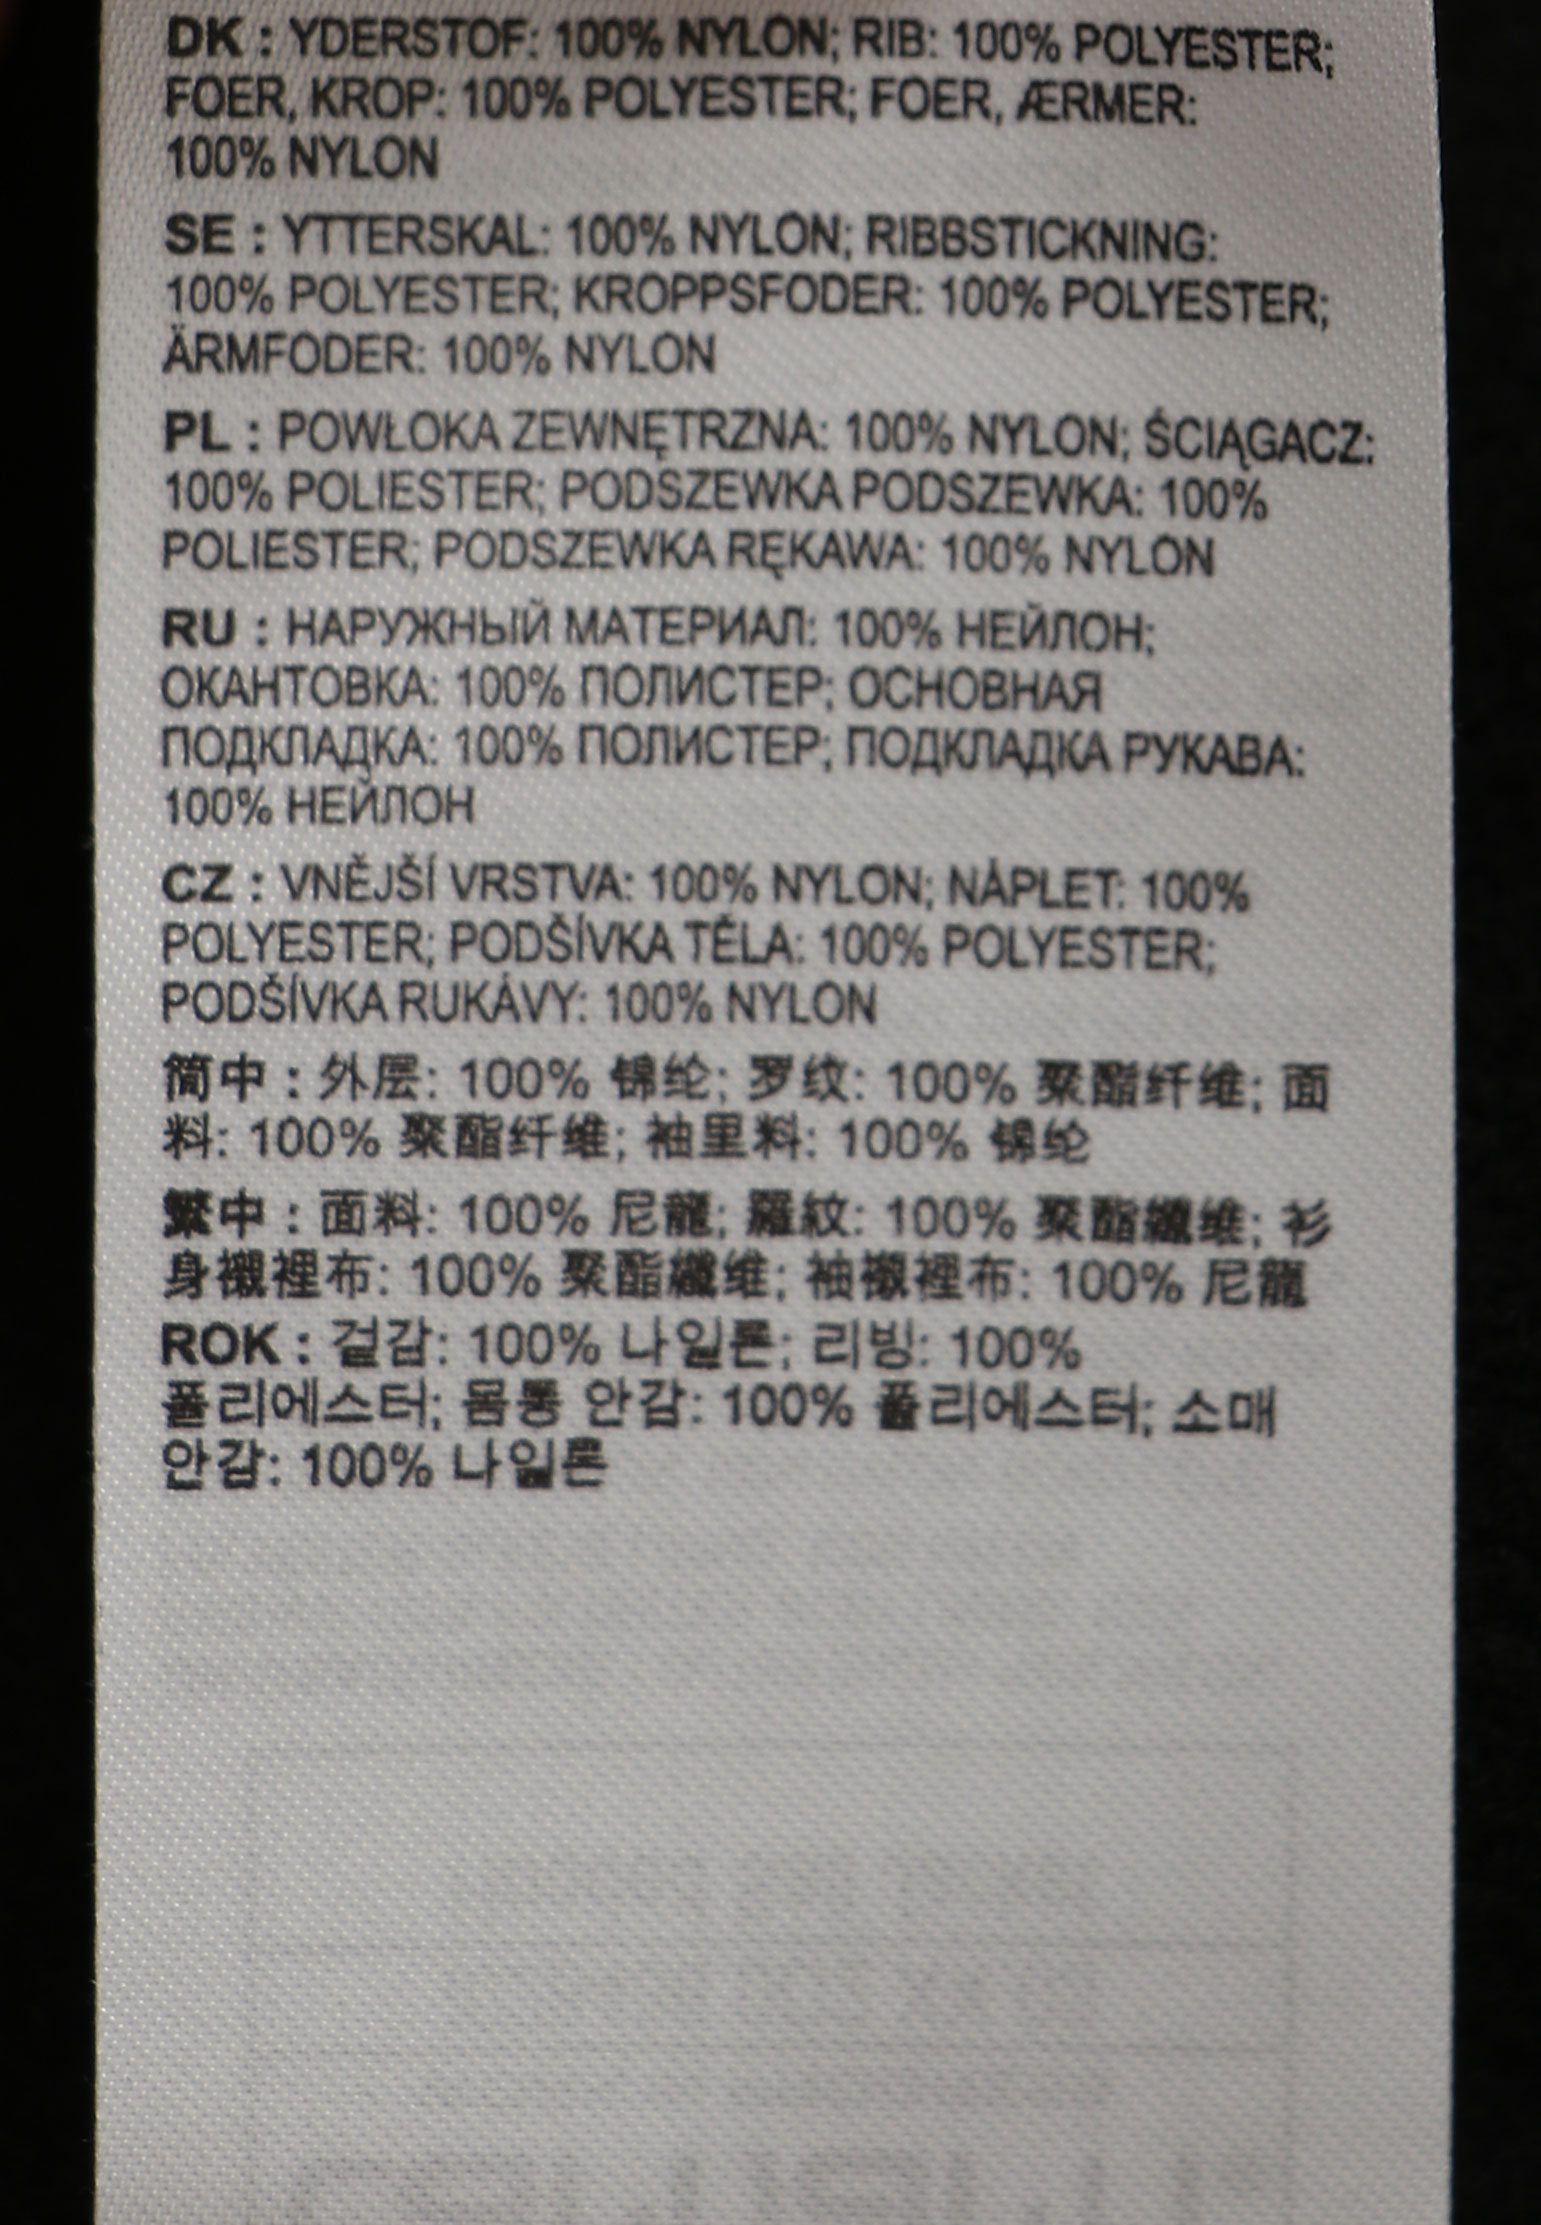 DK : YDERSTOF: 100% NYLON; RIB: 100% POLYESTER;
FOER, KROP: 100% POLYESTER; FOER, ÆRMER:
100% NYLON
SE : YTTERSKAL: 100% NYLON; RIBBSTICKNING:
100% POLYESTER; KROPPSFODER: 100% POLYESTER;
ÄRMFODER: 100% NYLON
PL : POWŁOKA ZEWNĘTRZNA: 100% NYLON; ŚCIĄGACZ:
100% POLIESTER; PODSZEWKA PODSZEWKA: 100%
POLIESTER; PODSZEWKA RĘKAWA: 100% NYLON
RU : НАРУЖНЫЙ МАТЕРИАЛ: 100% НЕЙЛОН;
ОКАНТОВКА: 100% ПОЛИСТЕР; ОСНОВНАЯ
ПОДКЛАДКА: 100% ПОЛИСТЕР; ПОДКЛАДКА РУКАВА:
100% НЕЙЛОН
CZ : VNĚJŠÍ VRSTVA: 100% NYLON; NÁPLET: 100%
POLYESTER; PODŠÍVKA TĚLA: 100% POLYESTER;
PODŠÍVKA RUKÁVY: 100% NYLON
简中 : 外层: 100% 锦纶; 罗纹: 100% 聚酯纤维; 面
料: 100% 聚酯纤维; 袖里料: 100% 锦纶
繁中 : 面料: 100% 尼龍; 羅紋: 100% 聚酯纖维; 衫
身襯裡布: 100% 聚酯纖维; 袖襯裡布: 100% 尼龍
ROK : 겉감: 100% 나일론; 리빙: 100%
폴리에스터; 몸통 안감: 100% 폴리에스터; 소매
안감: 100% 나일론